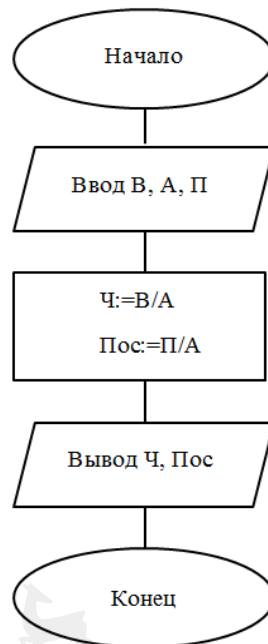 Начало
Ввод В, А, П
Ч:=В/А
Пос:=П/А
Вывод Ч, Пос
Конец